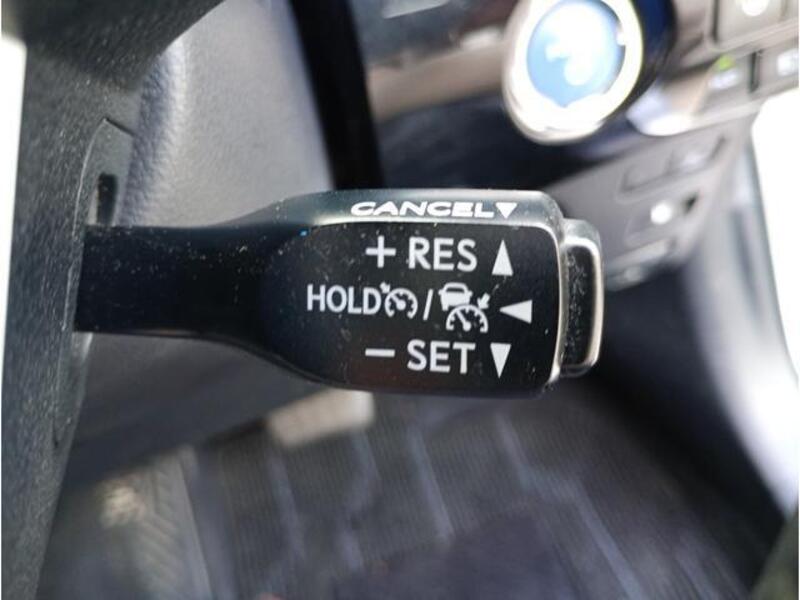 CANCEL▼
+ RES ▲
HOLD / ◀
− SET ▼